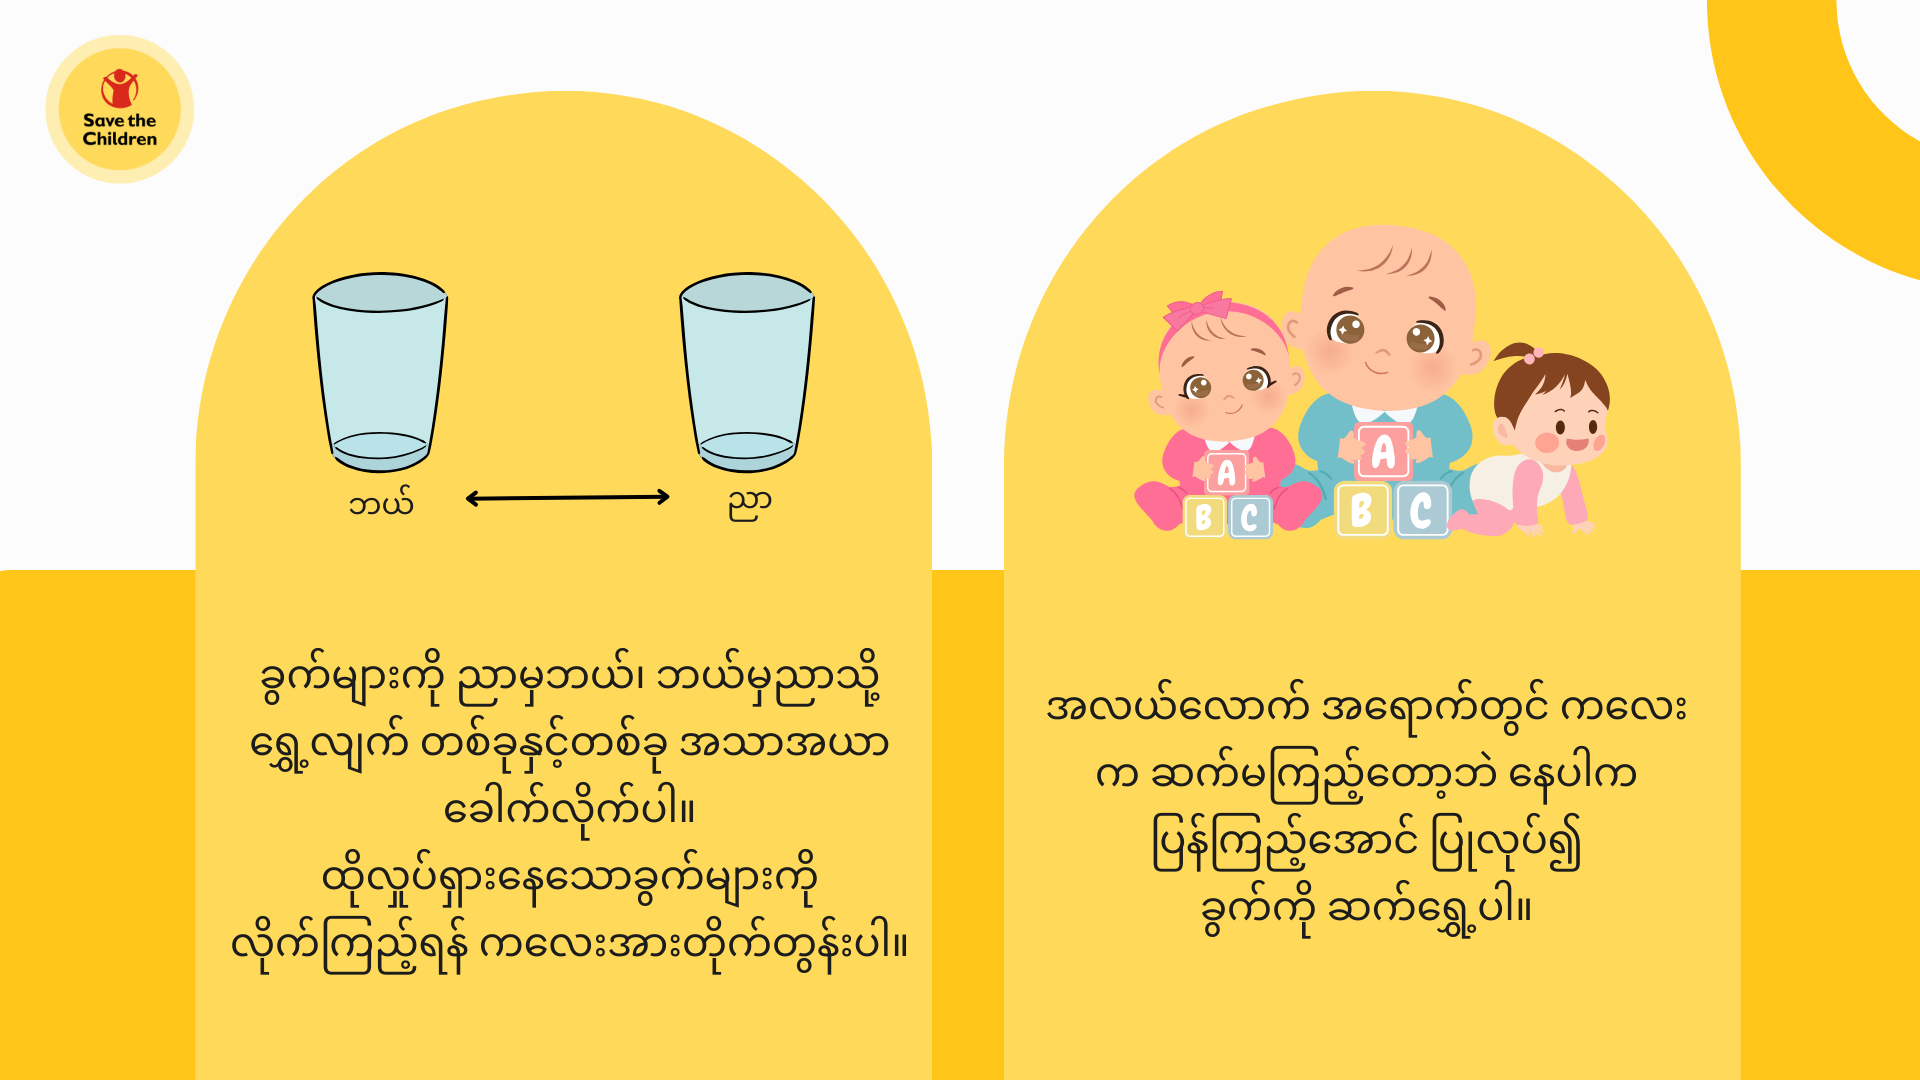 Save the
Children
ဘယ်
ညာ
ခွက်များကို ညာမှဘယ်၊ ဘယ်မှညာသို့
ရွှေ့လျက် တစ်ခုနှင့်တစ်ခု အသာအယာ
ခေါက်လိုက်ပါ။
ထိုလှုပ်ရှားနေသောခွက်များကို
လိုက်ကြည့်ရန် ကလေးအားတိုက်တွန်းပါ။
A
B C
A
B C
အလယ်လောက် အရောက်တွင် ကလေး
က ဆက်မကြည့်တော့ဘဲ နေပါက
ပြန်ကြည့်အောင် ပြုလုပ်၍
ခွက်ကို ဆက်ရွှေ့ပါ။